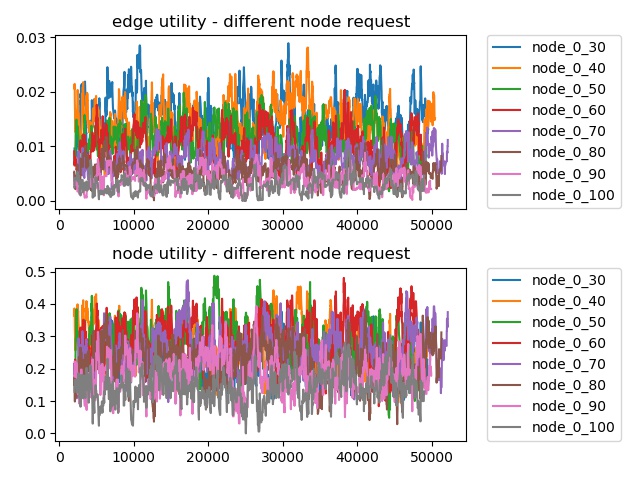 edge utility - different node request
0.03
0.02
0.01
0.00
0 10000 20000 30000 40000 50000
node_0_30
node_0_40
node_0_50
node_0_60
node_0_70
node_0_80
node_0_90
node_0_100
node utility - different node request
0.5
0.4
0.3
0.2
0.1
0.0
0 10000 20000 30000 40000 50000
node_0_30
node_0_40
node_0_50
node_0_60
node_0_70
node_0_80
node_0_90
node_0_100